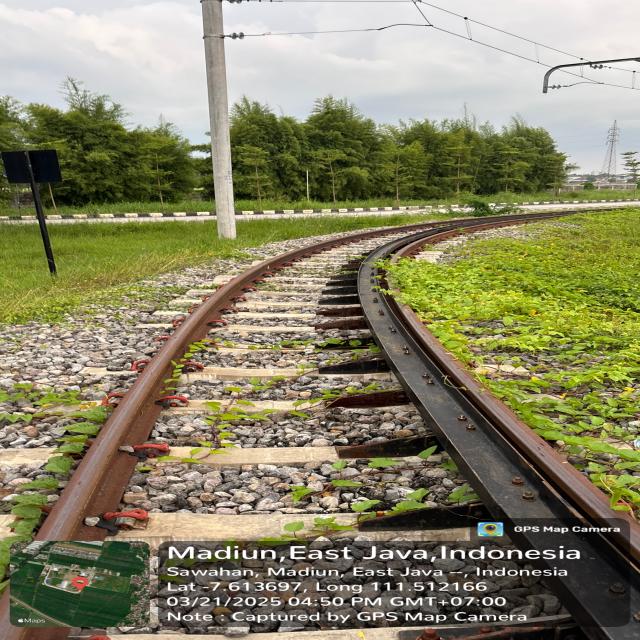 GPS Map Camera
Madiun,East Java,Indonesia
Sawahan, Madiun, East Java —, Indonesia
Lat -7.613697, Long 111.512166
03/21/2025 04:50 PM GMT+07:00
Note : Captured by GPS Map Camera
Maps